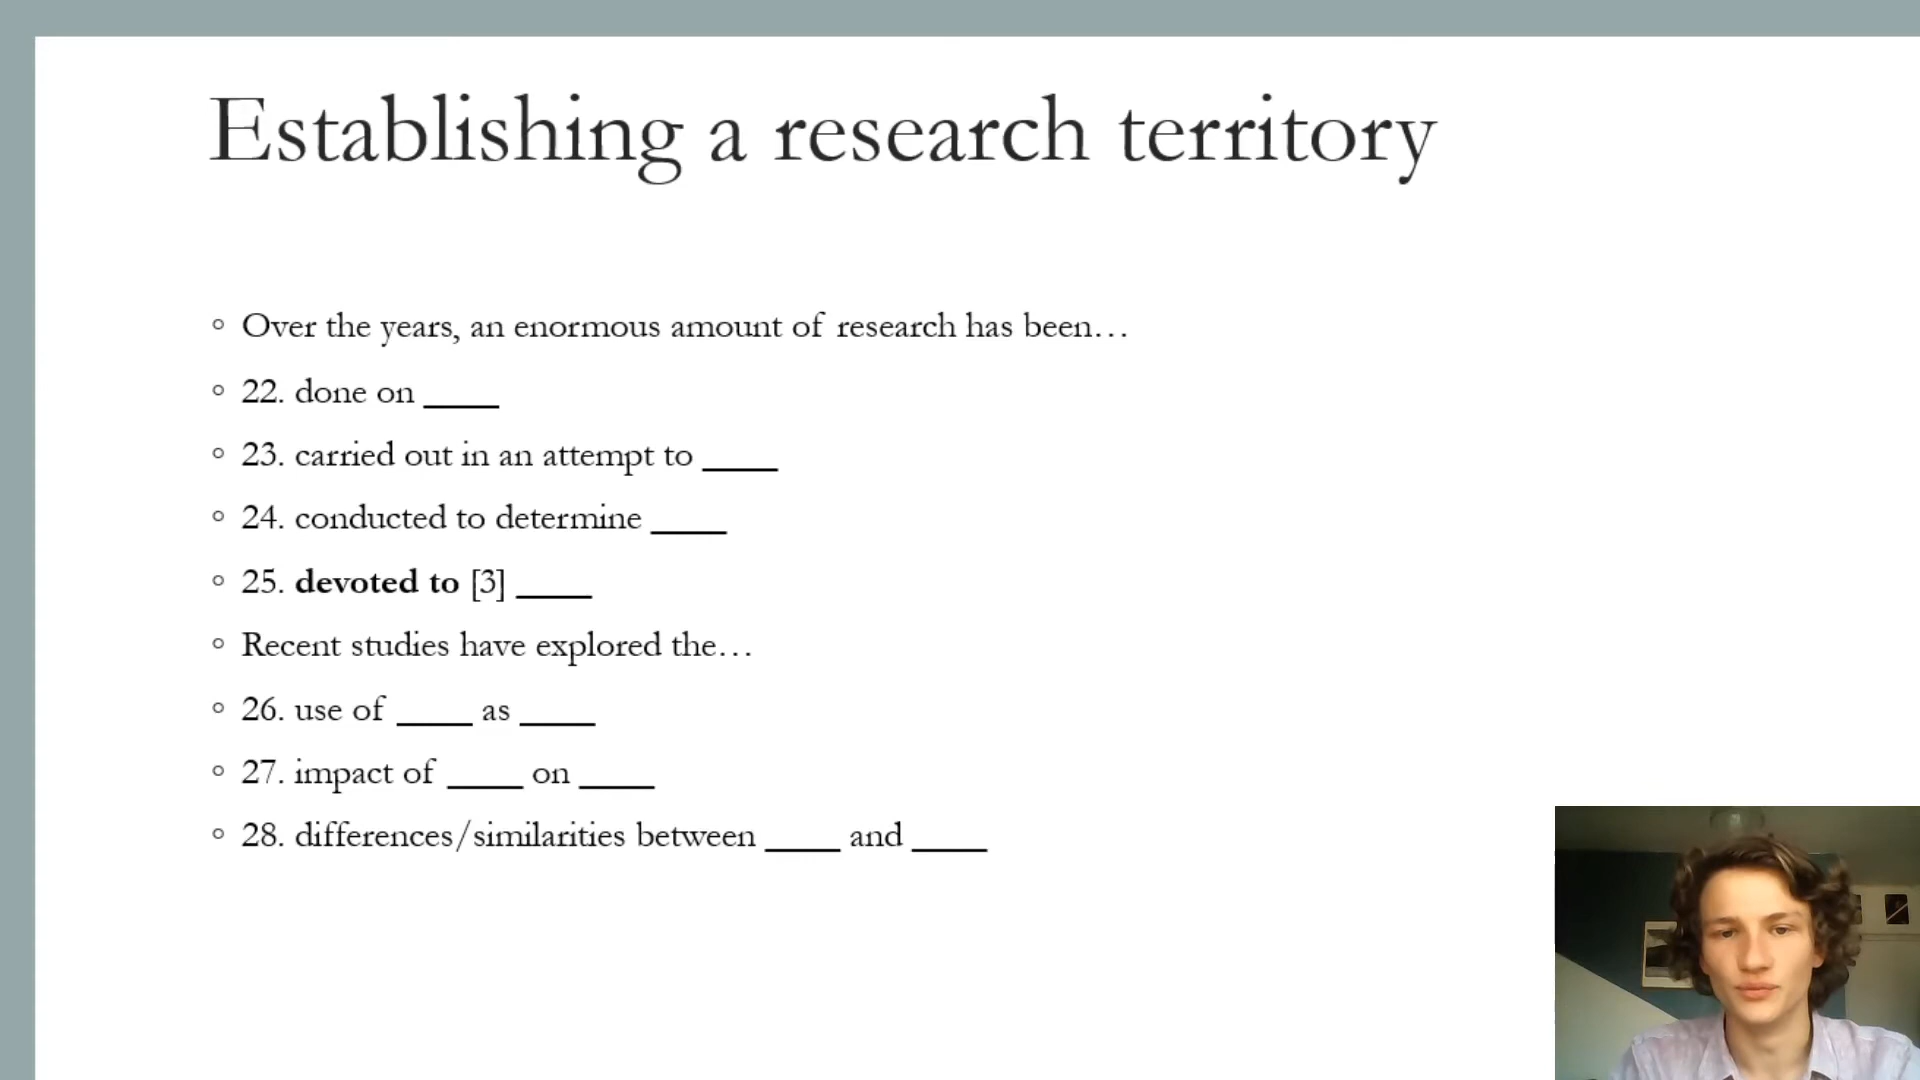 Establishing a research territory
Over the years, an enormous amount of research has been…
22. done on ____
23. carried out in an attempt to ____
24. conducted to determine ____
25. devoted to [3] ____
Recent studies have explored the…
26. use of ____ as ____
27. impact of ____ on ____
28. differences/similarities between ____ and ____